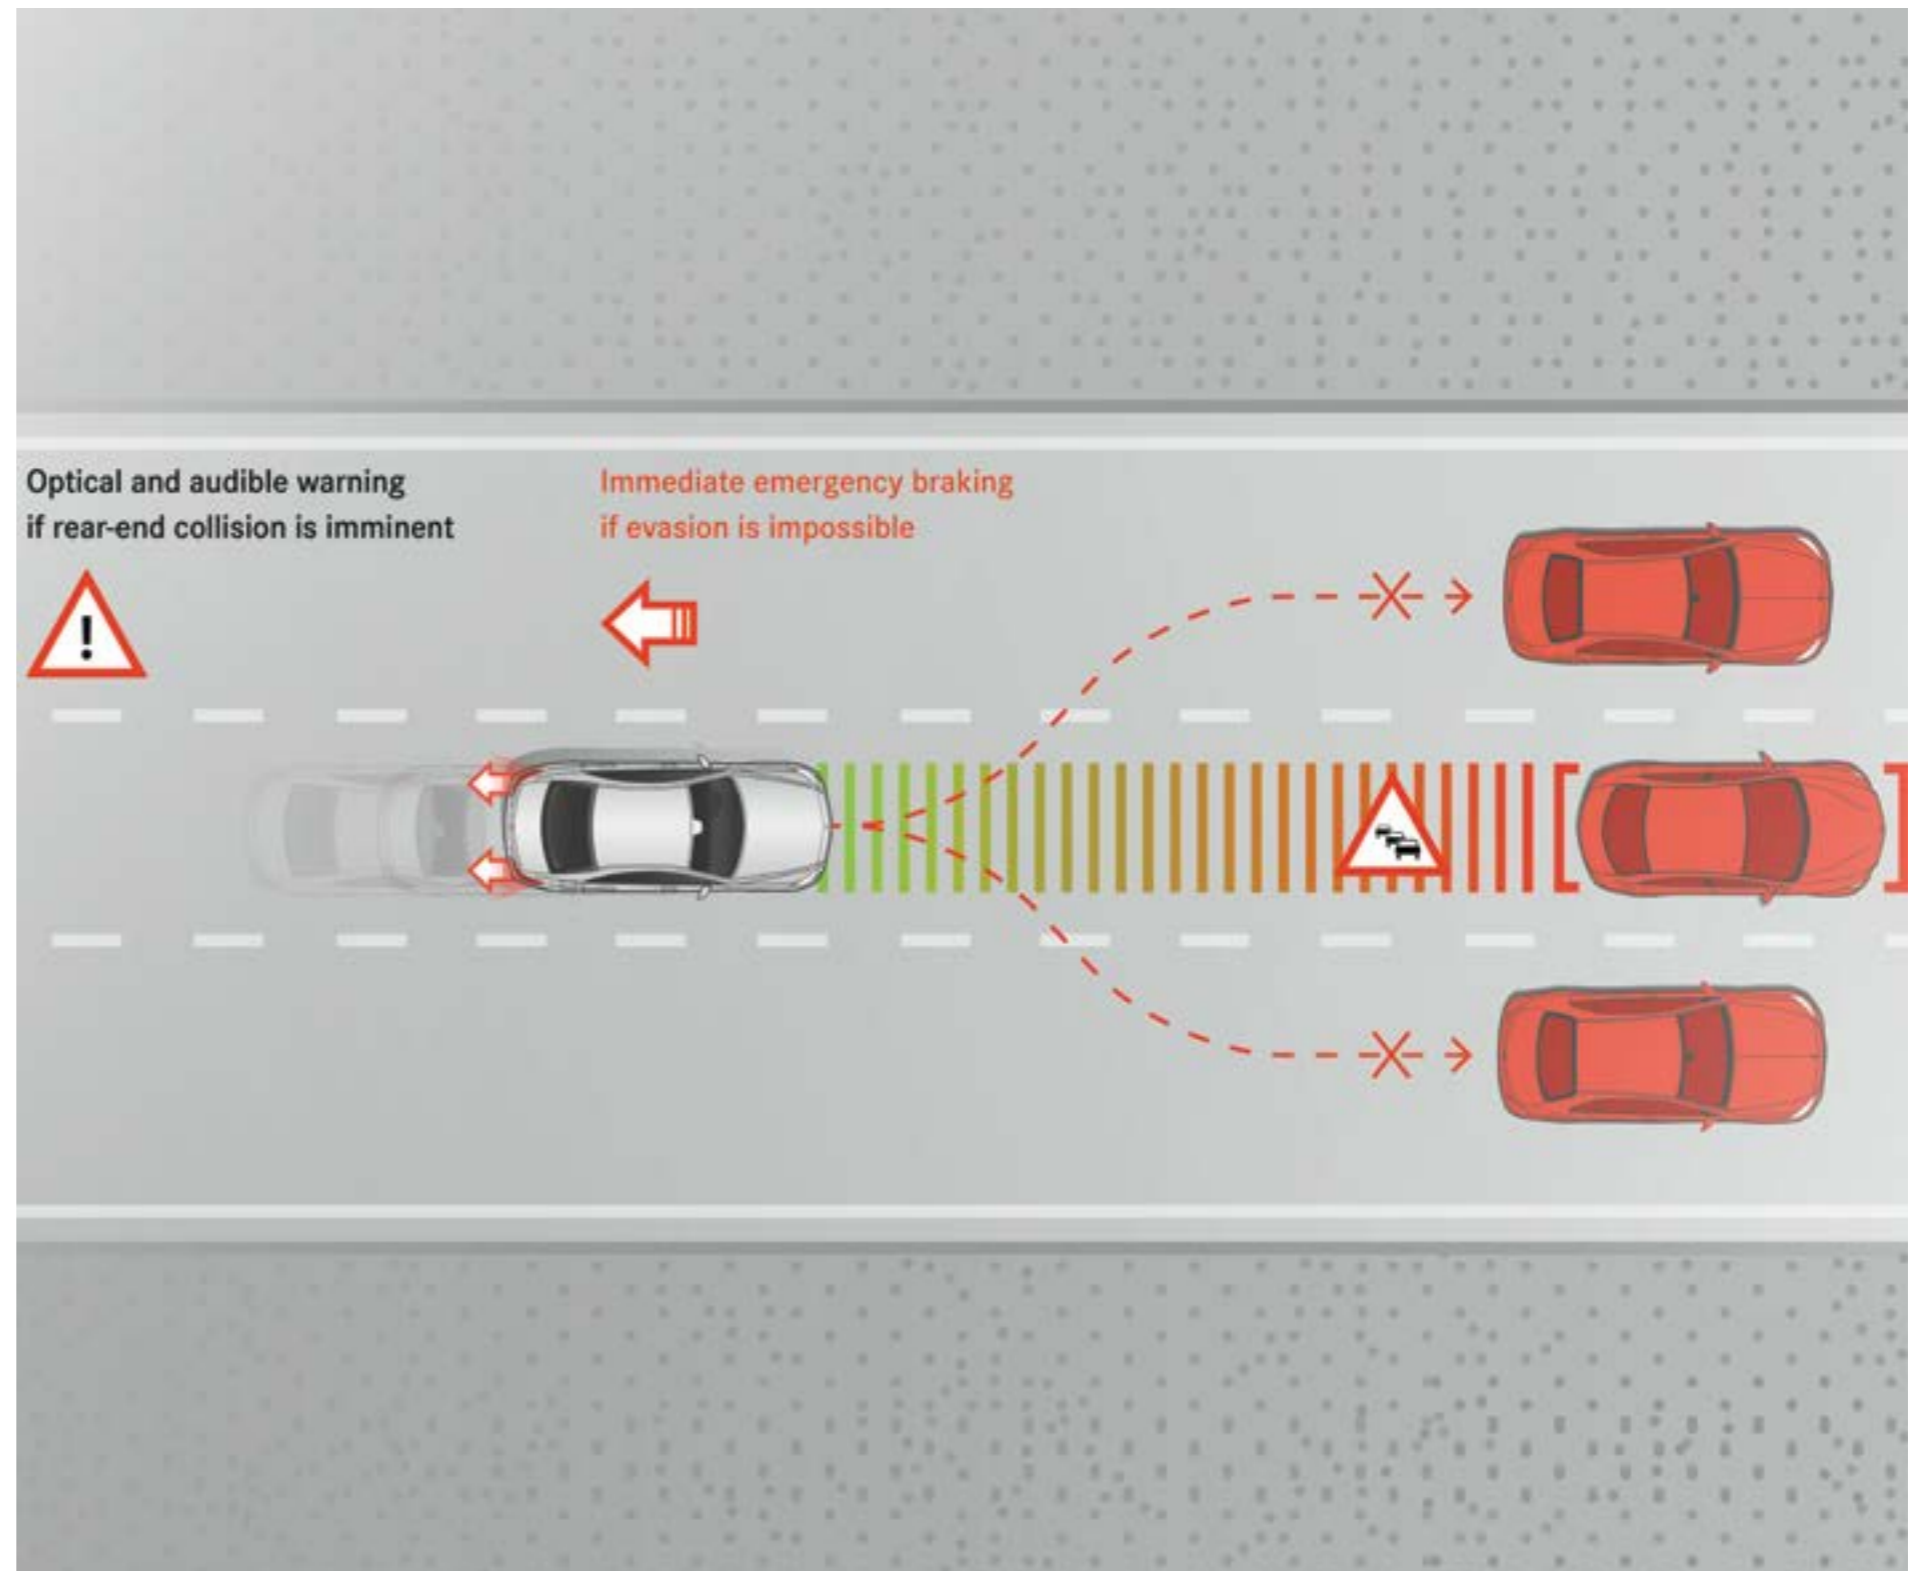 Optical and audible warning
if rear-end collision is imminent
Immediate emergency braking
if evasion is impossible
!